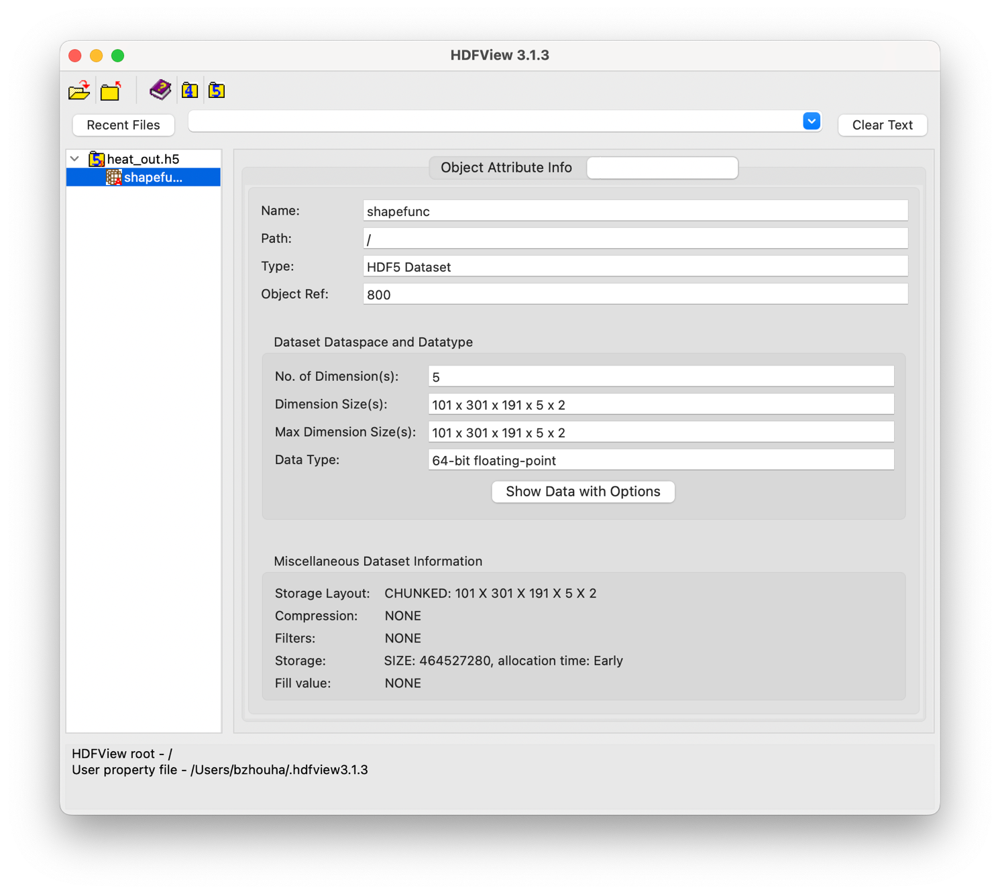 HDFView 3.1.3
4
5
Recent Files
Clear Text
5 heat_out.h5
shapefu...
Object Attribute Info
Name: shapefunc
Path: /
Type: HDF5 Dataset
Object Ref: 800
Dataset Dataspace and Datatype
No. of Dimension(s): 5
Dimension Size(s): 101 x 301 x 191 x 5 x 2
Max Dimension Size(s): 101 x 301 x 191 x 5 x 2
Data Type: 64-bit floating-point
Show Data with Options
Miscellaneous Dataset Information
Storage Layout: CHUNKED: 101 X 301 X 191 X 5 X 2
Compression: NONE
Filters: NONE
Storage: SIZE: 464527280, allocation time: Early
Fill value: NONE
HDFView root - /
User property file - /Users/bzhouha/.hdfview3.1.3